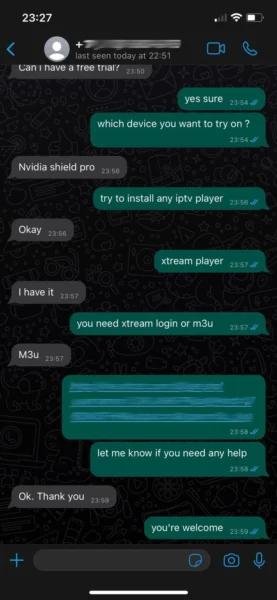 23:27
+
last seen today at 22:51
Can i have a free trial? 23:50
yes sure 23:54
which device you want to try on ?
23:54
Nvidia shield pro 23:56
try to install any iptv player 23:56
Okay 23:56
xtream player 23:57
I have it 23:57
you need xtream login or m3u 23:57
M3u 23:57
23:58
let me know if you need any help
23:58
Ok. Thank you 23:59
you're welcome 23:59